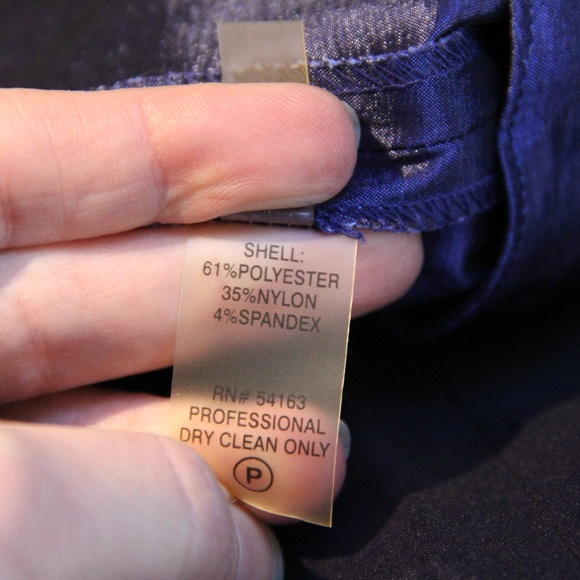 SHELL:
61%POLYESTER
35%NYLON
4%SPANDEX
RN# 54163
PROFESSIONAL
DRY CLEAN ONLY
P